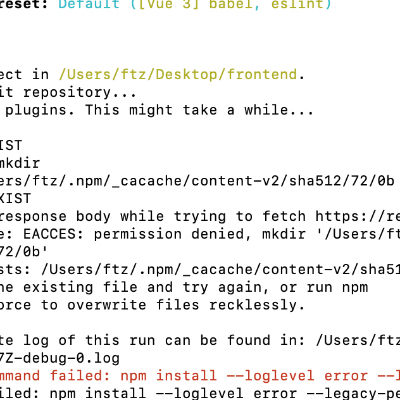 reset: Default ([Vue 3] babel, eslint)
ect in /Users/ftz/Desktop/frontend.
it repository...
plugins. This might take a while...
IST
mkdir
ers/ftz/.npm/_cacache/content-v2/sha512/72/0b
XIST
response body while trying to fetch https://re
e: EACCES: permission denied, mkdir '/Users/ft
72/0b'
sts: /Users/ftz/.npm/_cacache/content-v2/sha51
he existing file and try again, or run npm
orce to overwrite files recklessly.
te log of this run can be found in: /Users/ftz
7Z-debug-0.log
mmand failed: npm install --loglevel error --l
iled: npm install --loglevel error --legacy-pe